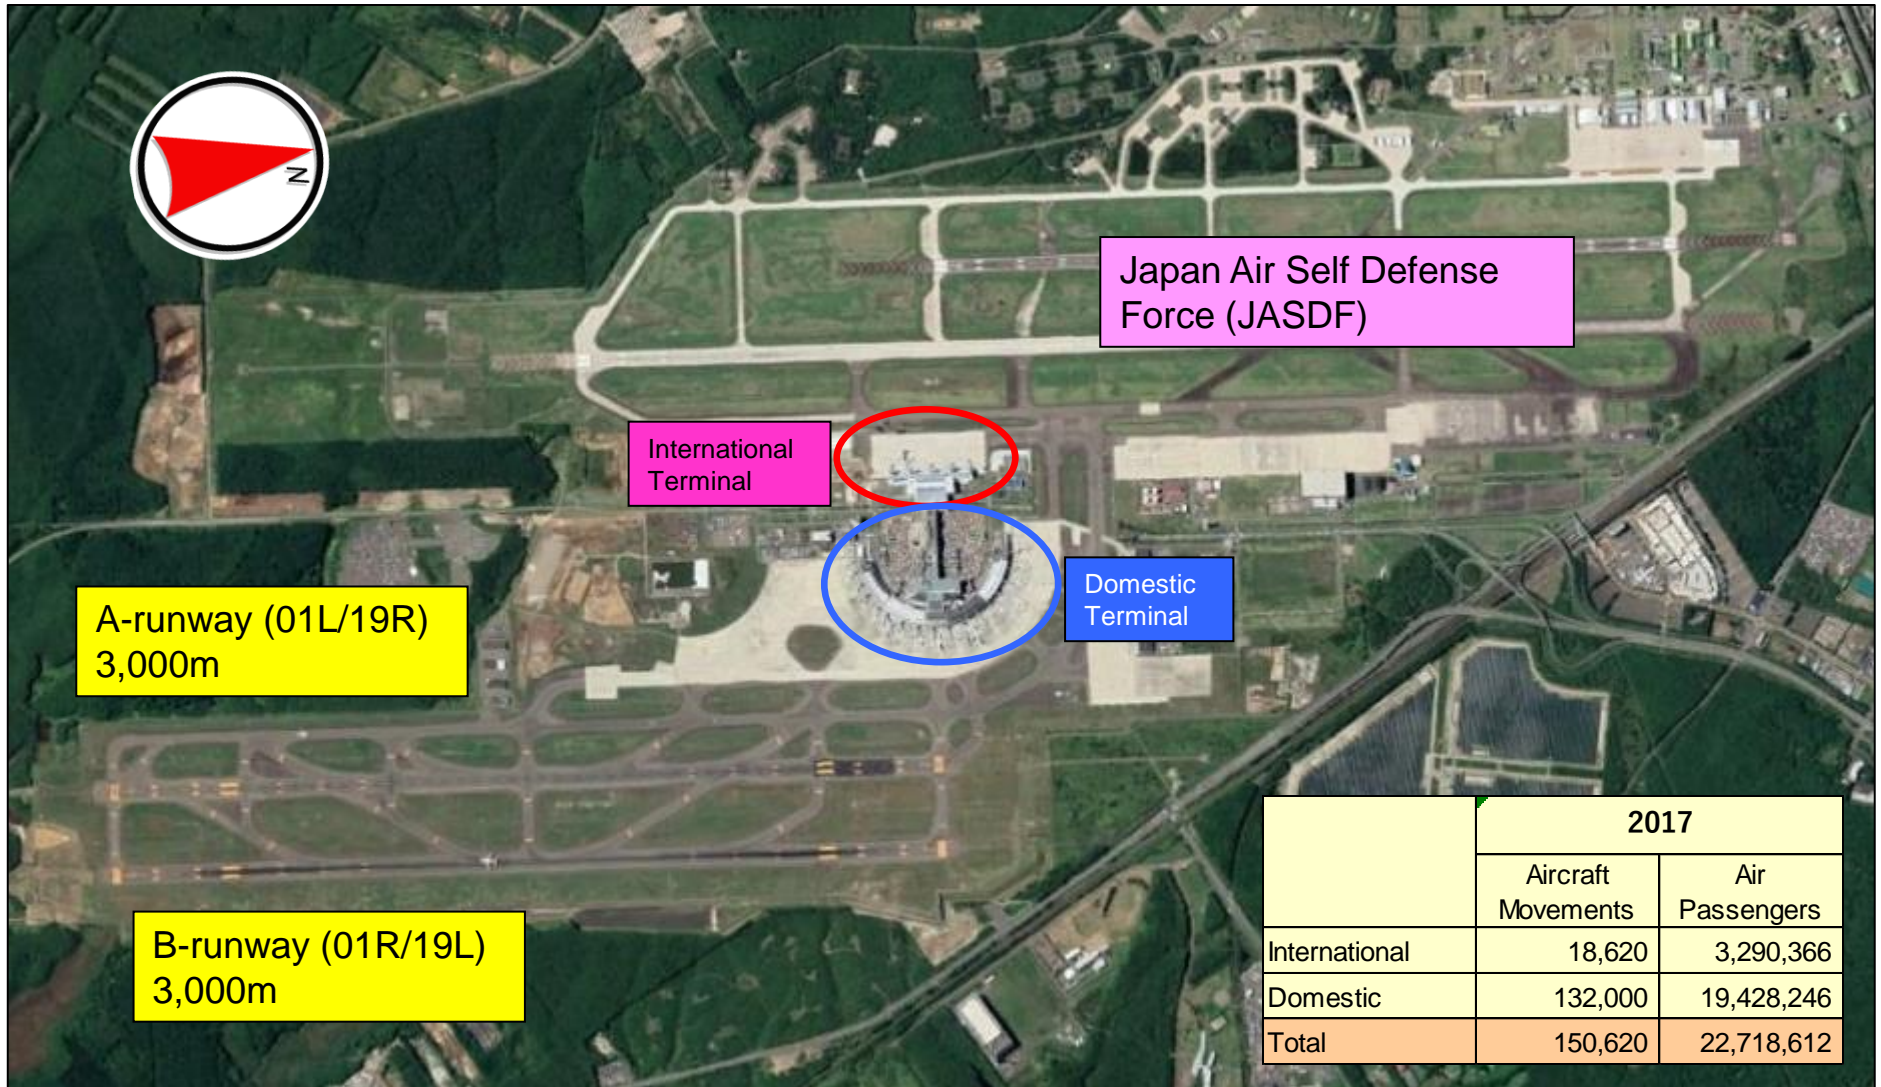 N
Japan Air Self Defense
Force (JASDF)
International
Terminal
Domestic
Terminal
A-runway (01L/19R)
3,000m
B-runway (01R/19L)
3,000m
2017
Aircraft Movements Air Passengers
International 18,620 3,290,366
Domestic 132,000 19,428,246
Total 150,620 22,718,612